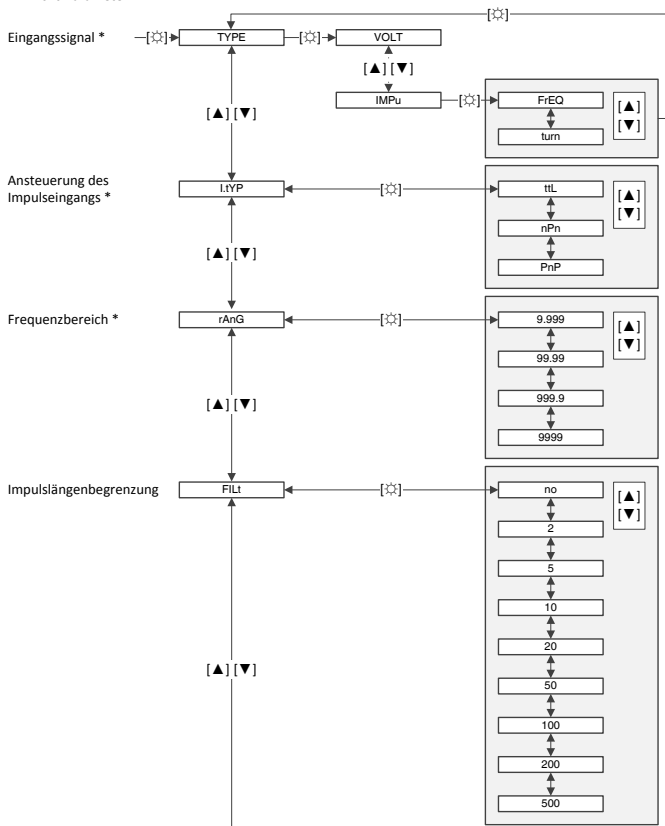 [☼]
Eingangssignal * [☼] TYPE [☼] VOLT
[▲] [▼]
IMPu [☼] FrEQ [▲]
[▲] [▼] turn [▼]
Ansteuerung des
Impulseingangs * I.tYP [☼] ttL [▲]
nPn [▼]
[▲] [▼] PnP
Frequenzbereich * rAnG [☼] 9.999 [▲]
99.99 [▼]
[▲] [▼] 999.9
9999
Impulslängenbegrenzung FILt [☼] no [▲]
2 [▼]
5
10
20
[▲] [▼] 50
100
200
500